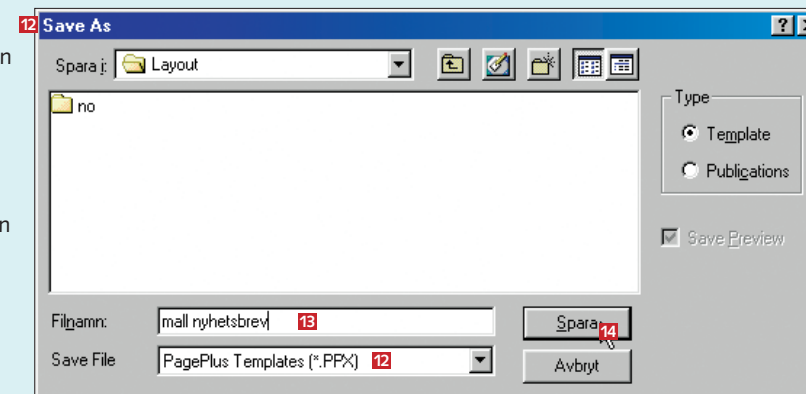 12 Save As
n
Spara i: Layout
no
Type
Template
Publications
n
Save Preview
Filnamn: mall nyhetsbrev 13 Spara 14
Save File PagePlus Templates (*.PPX) 12 Avbryt